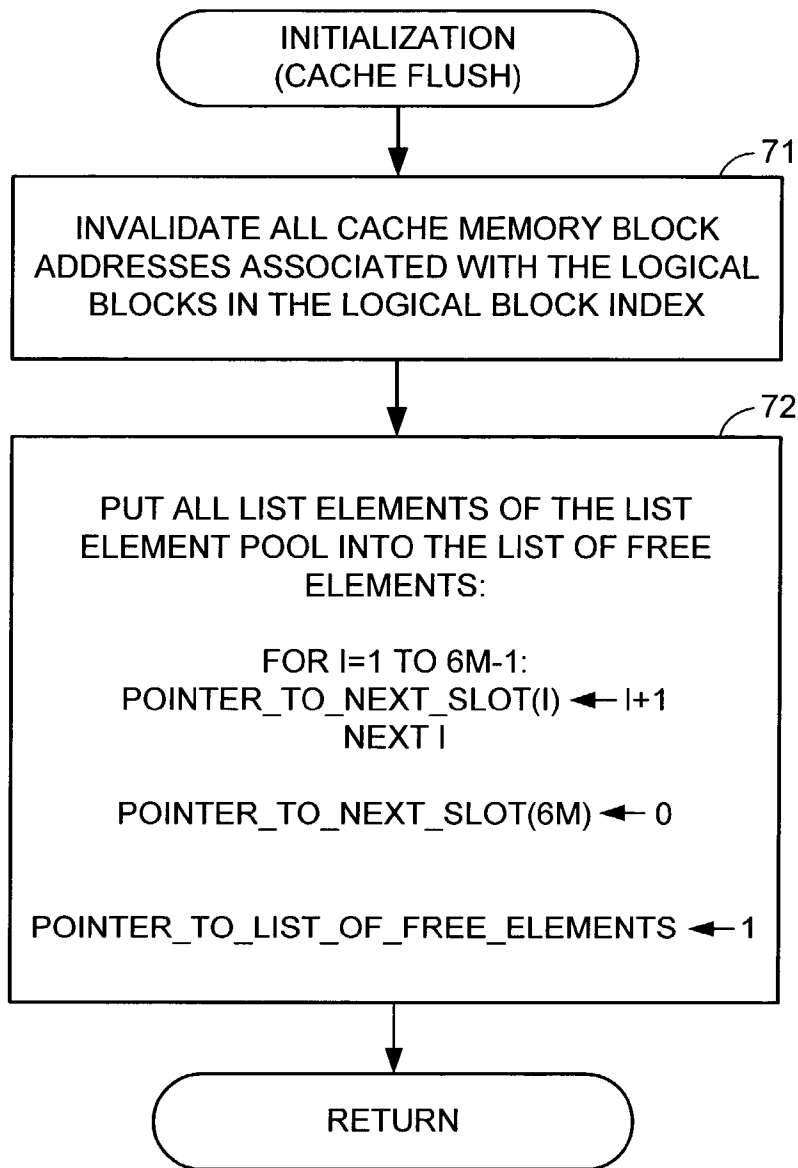 INITIALIZATION
(CACHE FLUSH)
71
INVALIDATE ALL CACHE MEMORY BLOCK
ADDRESSES ASSOCIATED WITH THE LOGICAL
BLOCKS IN THE LOGICAL BLOCK INDEX
72
PUT ALL LIST ELEMENTS OF THE LIST
ELEMENT POOL INTO THE LIST OF FREE
ELEMENTS:
FOR I=1 TO 6M-1:
POINTER_TO_NEXT_SLOT(I) ← I+1
NEXT I
POINTER_TO_NEXT_SLOT(6M) ← 0
POINTER_TO_LIST_OF_FREE_ELEMENTS ← 1
RETURN